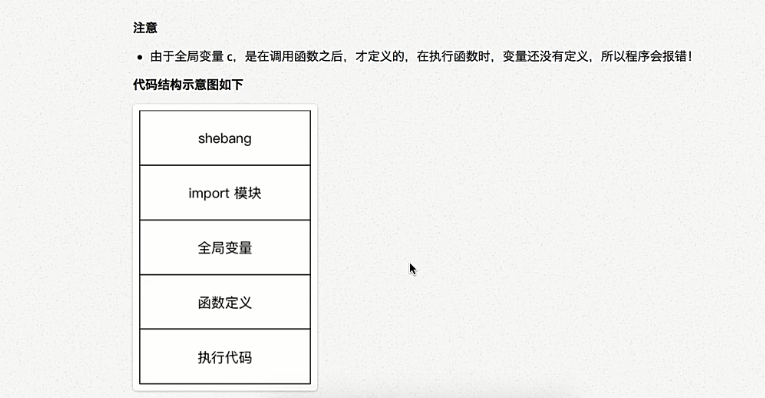 注意
由于全局变量 c，是在调用函数之后，才定义的，在执行函数时，变量还没有定义，所以程序会报错！
代码结构示意图如下
shebang
import 模块
全局变量
函数定义
执行代码